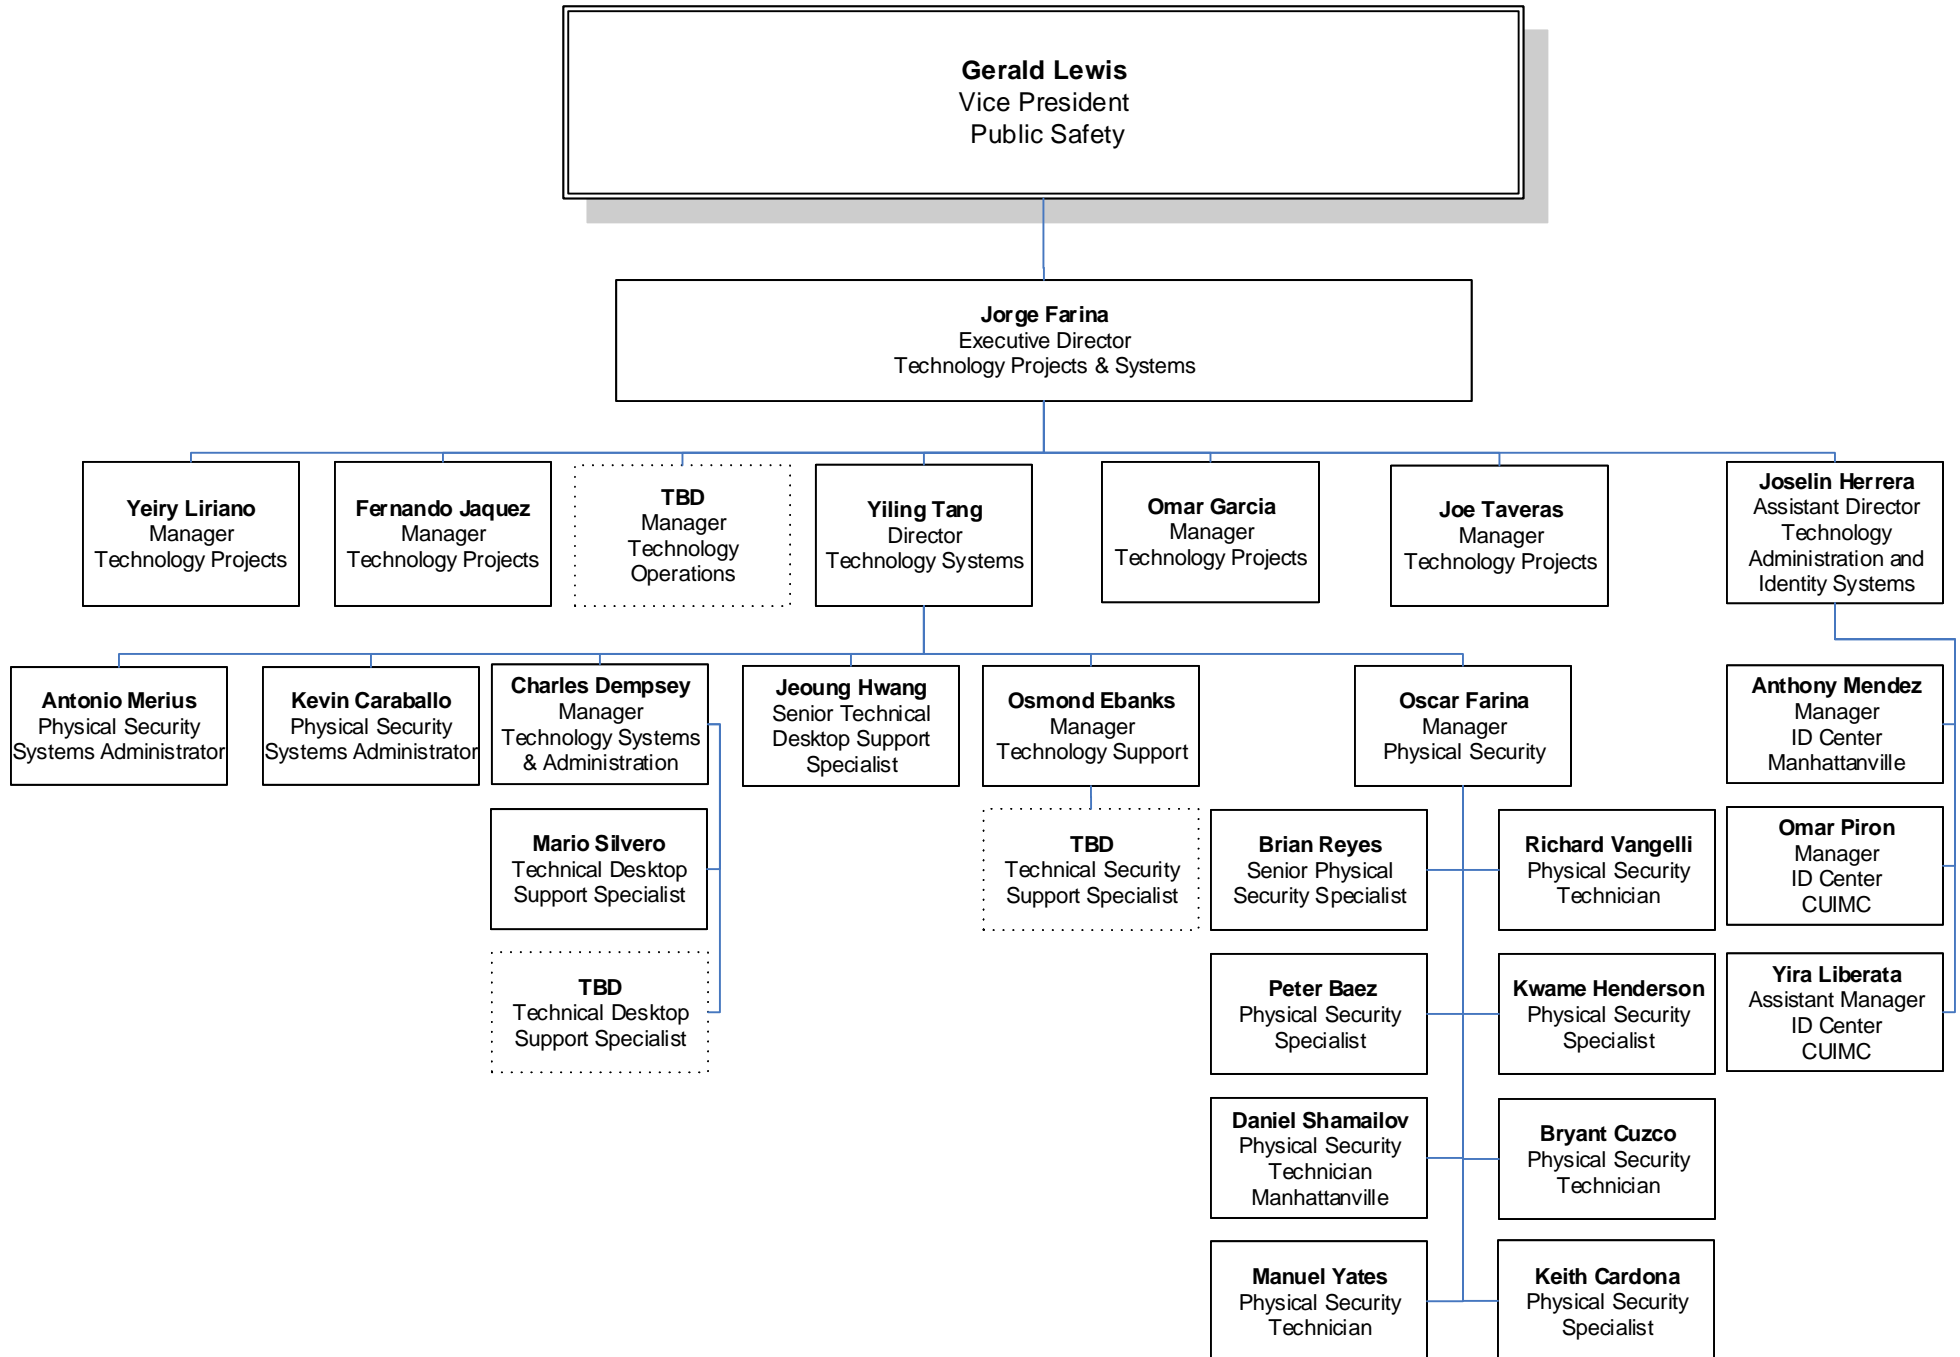 Gerald Lewis
Vice President
Public Safety
Jorge Farina
Executive Director
Technology Projects & Systems
Yeiry Liriano
Manager
Technology Projects
Fernando Jaquez
Manager
Technology Projects
TBD
Manager
Technology
Operations
Yiling Tang
Director
Technology Systems
Omar Garcia
Manager
Technology Projects
Joe Taveras
Manager
Technology Projects
Joselin Herrera
Assistant Director
Technology
Administration and
Identity Systems
Antonio Merius
Physical Security
Systems Administrator
Kevin Caraballo
Physical Security
Systems Administrator
Charles Dempsey
Manager
Technology Systems
& Administration
Jeoung Hwang
Senior Technical
Desktop Support
Specialist
Osmond Ebanks
Manager
Technology Support
Oscar Farina
Manager
Physical Security
Anthony Mendez
Manager
ID Center
Manhattanville
Mario Silvero
Technical Desktop
Support Specialist
TBD
Technical Security
Support Specialist
Brian Reyes
Senior Physical
Security Specialist
Richard Vangelli
Physical Security
Technician
Omar Piron
Manager
ID Center
CUIMC
TBD
Technical Desktop
Support Specialist
Peter Baez
Physical Security
Specialist
Kwame Henderson
Physical Security
Specialist
Yira Liberata
Assistant Manager
ID Center
CUIMC
Daniel Shamailov
Physical Security
Technician
Manhattanville
Bryant Cuzco
Physical Security
Technician
Manuel Yates
Physical Security
Technician
Keith Cardona
Physical Security
Specialist